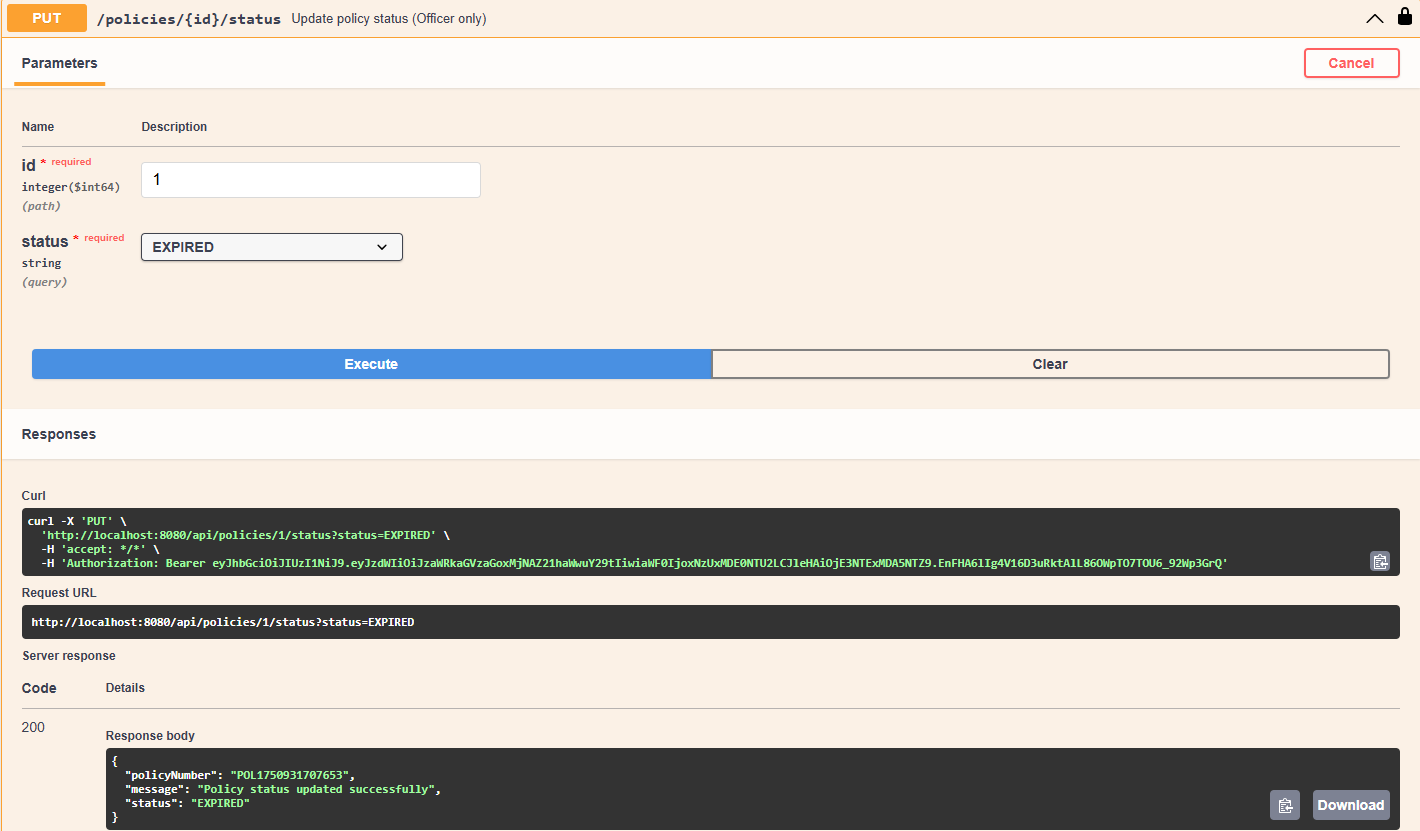 PUT /policies/{id}/status Update policy status (Officer only)
Parameters
Cancel
Name Description
id * required
integer($int64)
(path)
1
status * required
string
(query)
EXPIRED
Execute Clear
Responses
Curl
curl -X 'PUT' \
'http://localhost:8080/api/policies/1/status?status=EXPIRED' \
-H 'accept: */*' \
-H 'Authorization: Bearer
Request URL
http://localhost:8080/api/policies/1/status?status=EXPIRED
Server response
Code Details
200
Response body
{
"policyNumber": "POL1750931707653",
"message": "Policy status updated successfully",
"status": "EXPIRED"
}
Download